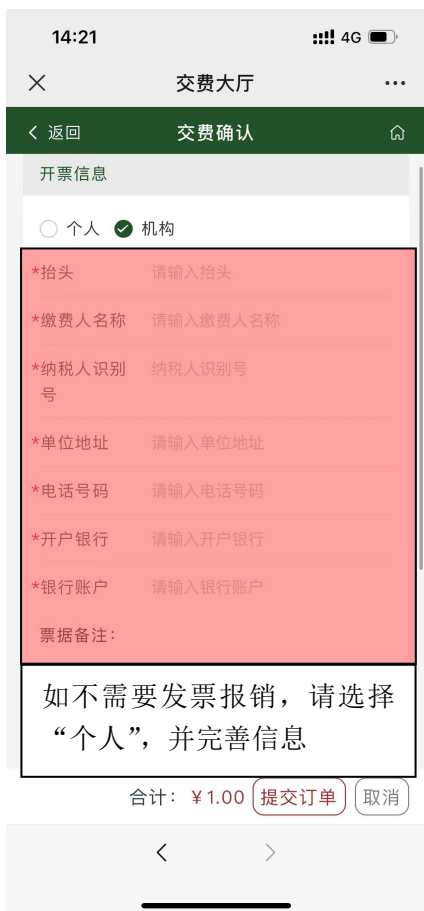 14:21 4G
交费大厅
返回 交费确认
开票信息
个人 机构
*抬头 请输入抬头
*缴费人名称 请输入缴费人名称
*纳税人识别 纳税人识别号
号
*单位地址 请输入单位地址
*电话号码 请输入电话号码
*开户银行 请输入开户银行
*银行账户 请输入银行账户
票据备注:
如不需要发票报销，请选择
“个人”，并完善信息
合计: ￥1.00 提交订单 取消